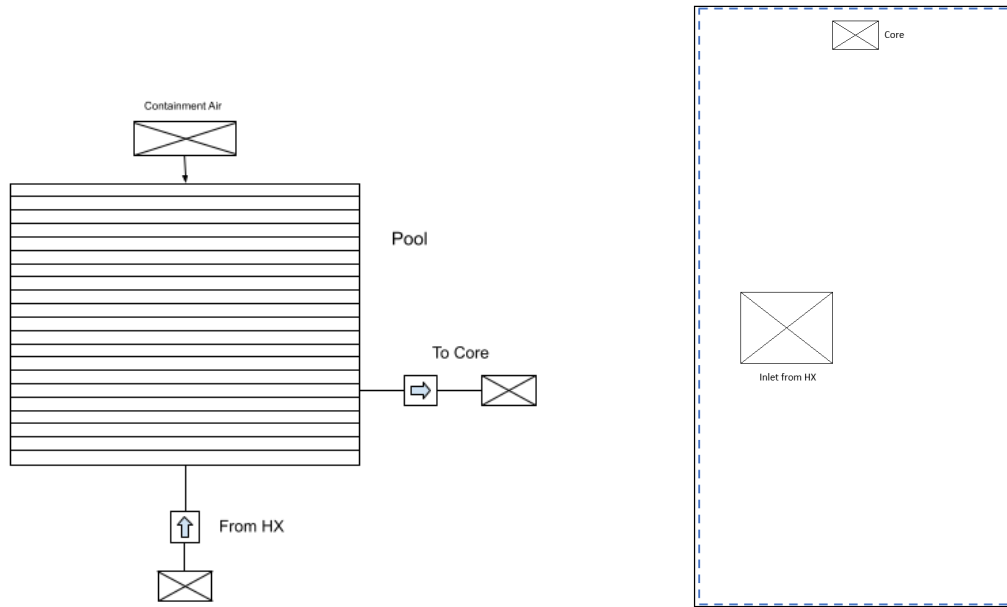 Containment Air
Pool
To Core
From HX
Core
Inlet from HX